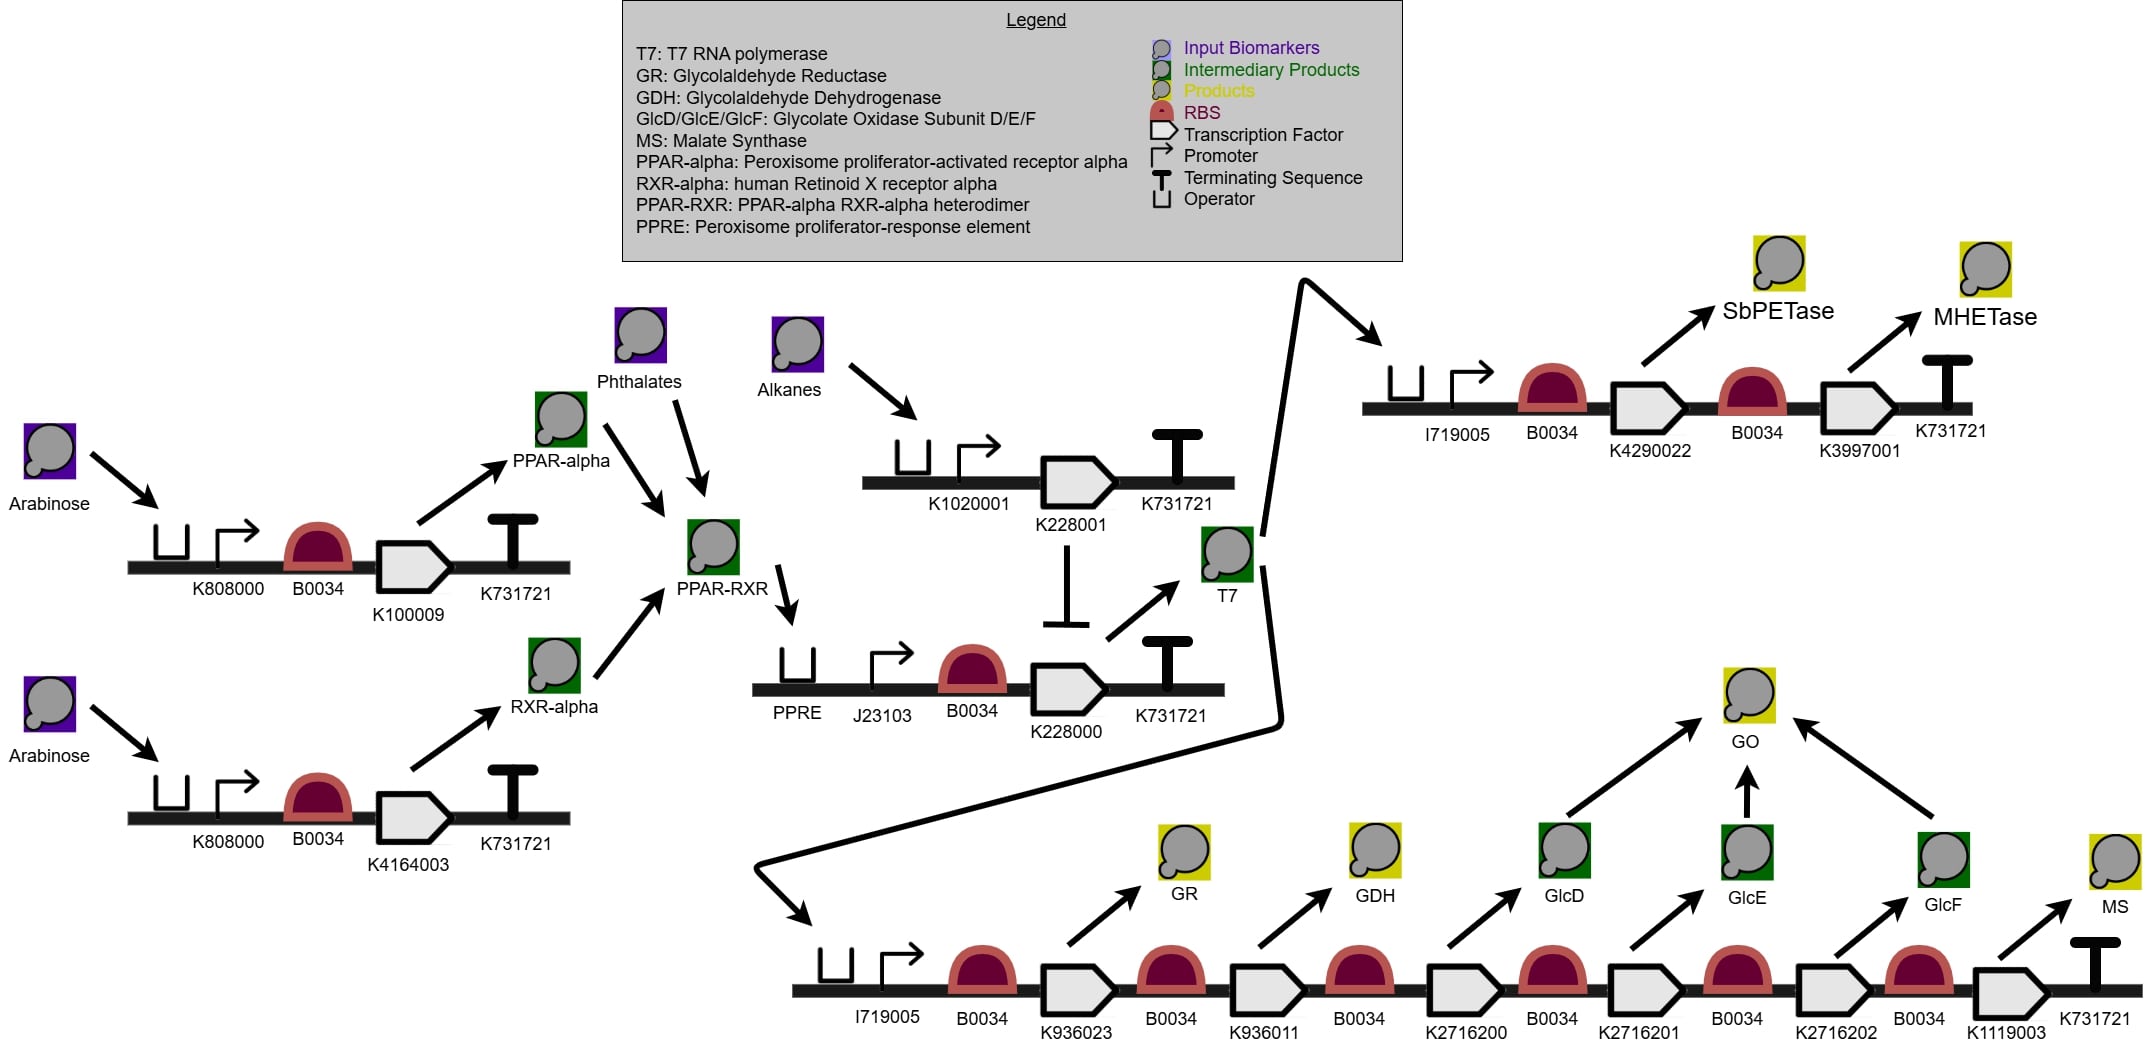 Legend
T7: T7 RNA polymerase
GR: Glycolaldehyde Reductase
GDH: Glycolaldehyde Dehydrogenase
GlcD/GlcE/GlcF: Glycolate Oxidase Subunit D/E/F
MS: Malate Synthase
PPAR-alpha: Peroxisome proliferator-activated receptor alpha
RXR-alpha: human Retinoid X receptor alpha
PPAR-RXR: PPAR-alpha RXR-alpha heterodimer
PPRE: Peroxisome proliferator-response element
Input Biomarkers
Intermediary Products
Products
RBS
Transcription Factor
Promoter
Terminating Sequence
Operator
Arabinose
K808000
B0034
K100009
K731721
PPAR-alpha
Phthalates
Arabinose
K808000
B0034
K4164003
K731721
RXR-alpha
PPAR-RXR
Alkanes
K1020001
K228001
K731721
PPRE
J23103
B0034
K228000
K731721
T7
I719005
B0034
K4290022
B0034
K3997001
K731721
SbPETase
MHETase
I719005
B0034
K936023
B0034
K936011
B0034
K2716200
B0034
K2716201
B0034
K2716202
B0034
K1119003
K731721
GR
GDH
GlcD
GlcE
GlcF
MS
GO